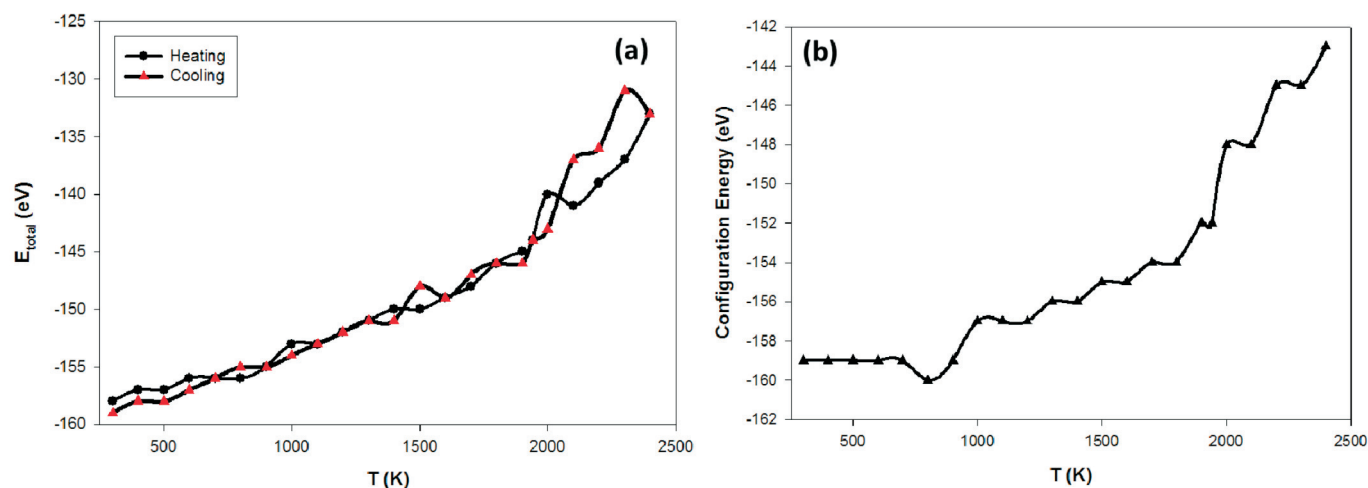 -125
-130
-135
-140
-145
-150
-155
-160
E_total (eV)
Heating
Cooling
(a)
500 1000 1500 2000 2500
T (K)
-142
-144
-146
-148
-150
-152
-154
-156
-158
-160
-162
Configuration Energy (eV)
(b)
500 1000 1500 2000 2500
T (K)